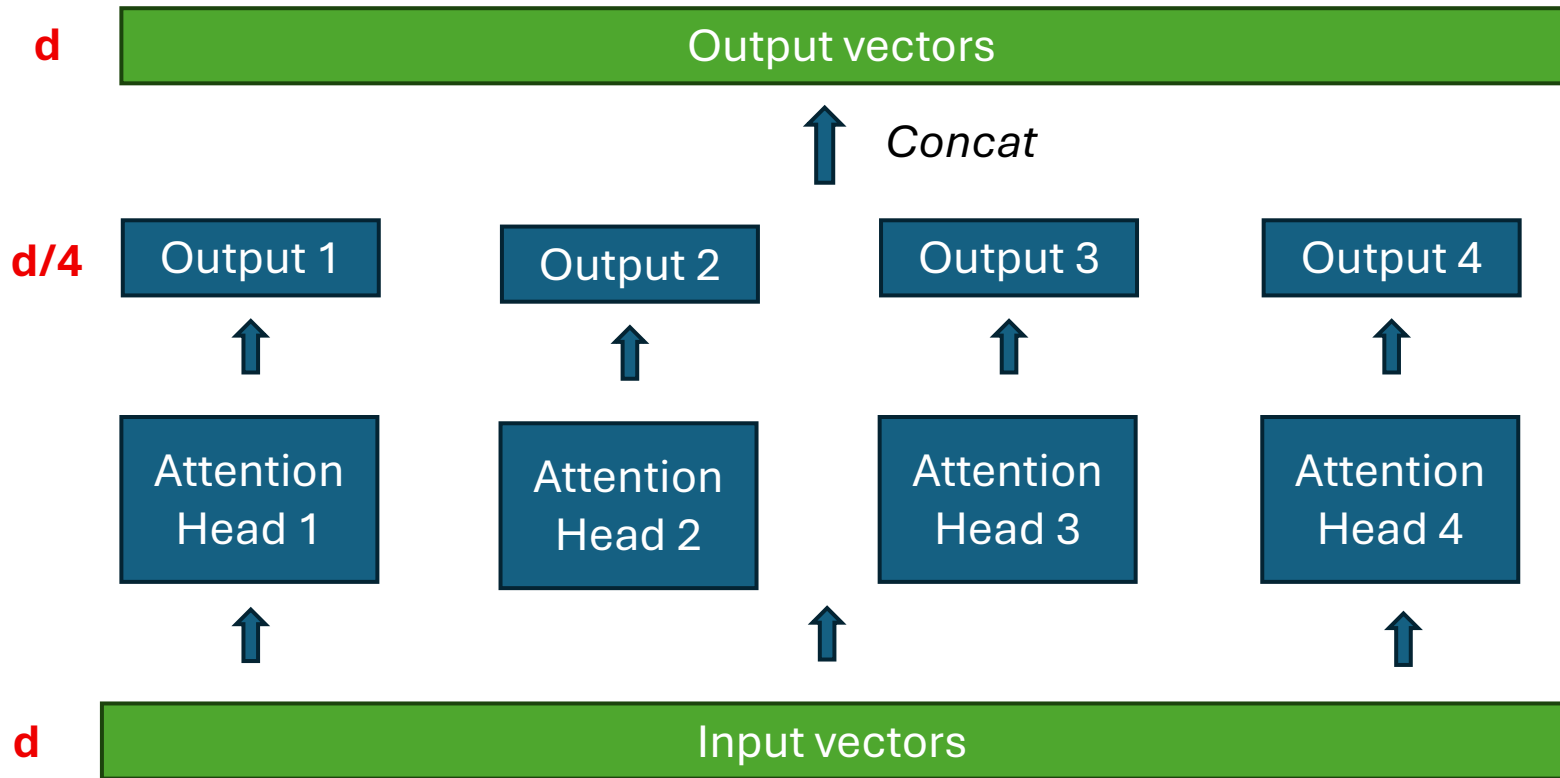 d
Output vectors
Concat
d/4
Output 1
Output 2
Output 3
Output 4
Attention
Head 1
Attention
Head 2
Attention
Head 3
Attention
Head 4
d
Input vectors